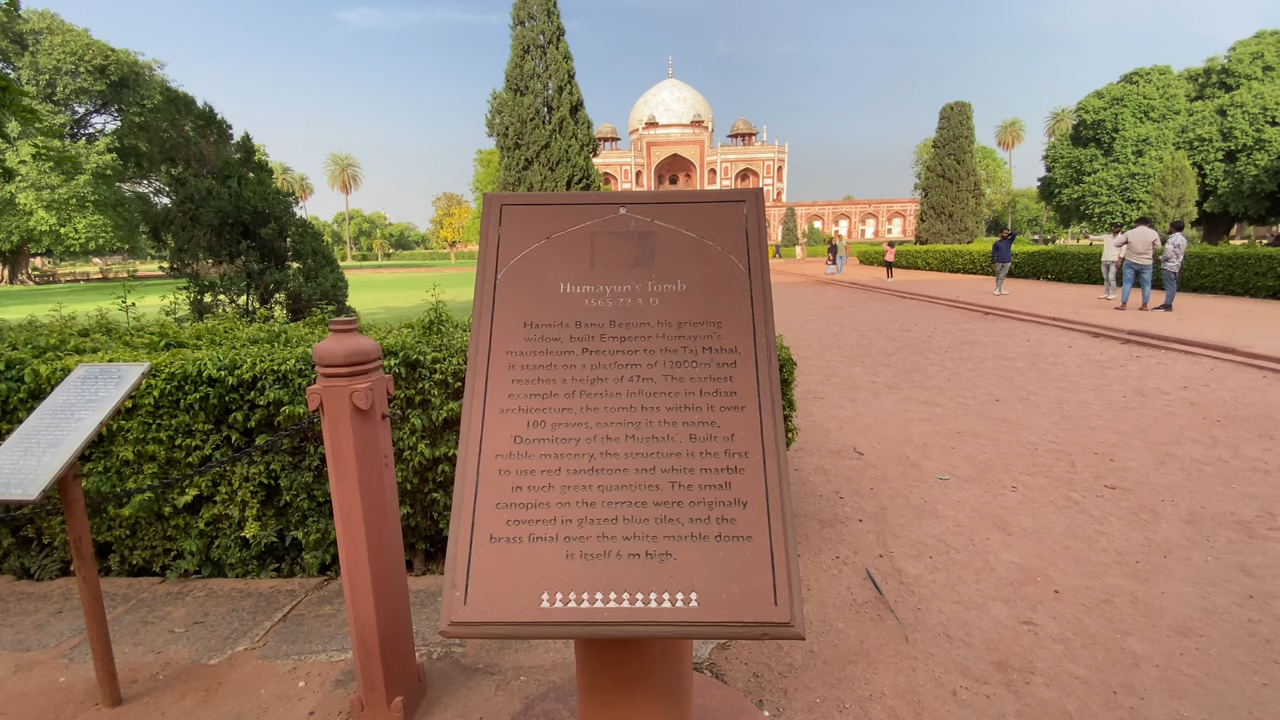 Humayun's Tomb
1565-72 A.D.
Hamida Banu Begum, his grieving
widow, built Emperor Humayun's
mausoleum. Precursor to the Taj Mahal,
it stands on a platform of 12000m² and
reaches a height of 47m. The earliest
example of Persian influence in Indian
architecture, the tomb has within it over
100 graves, earning it the name,
'Dormitory of the Mughals'. Built of
rubble masonry, the structure is the first
to use red sandstone and white marble
in such great quantities. The small
canopies on the terrace were originally
covered in glazed blue tiles, and the
brass finial over the white marble dome
is itself 6 m high.